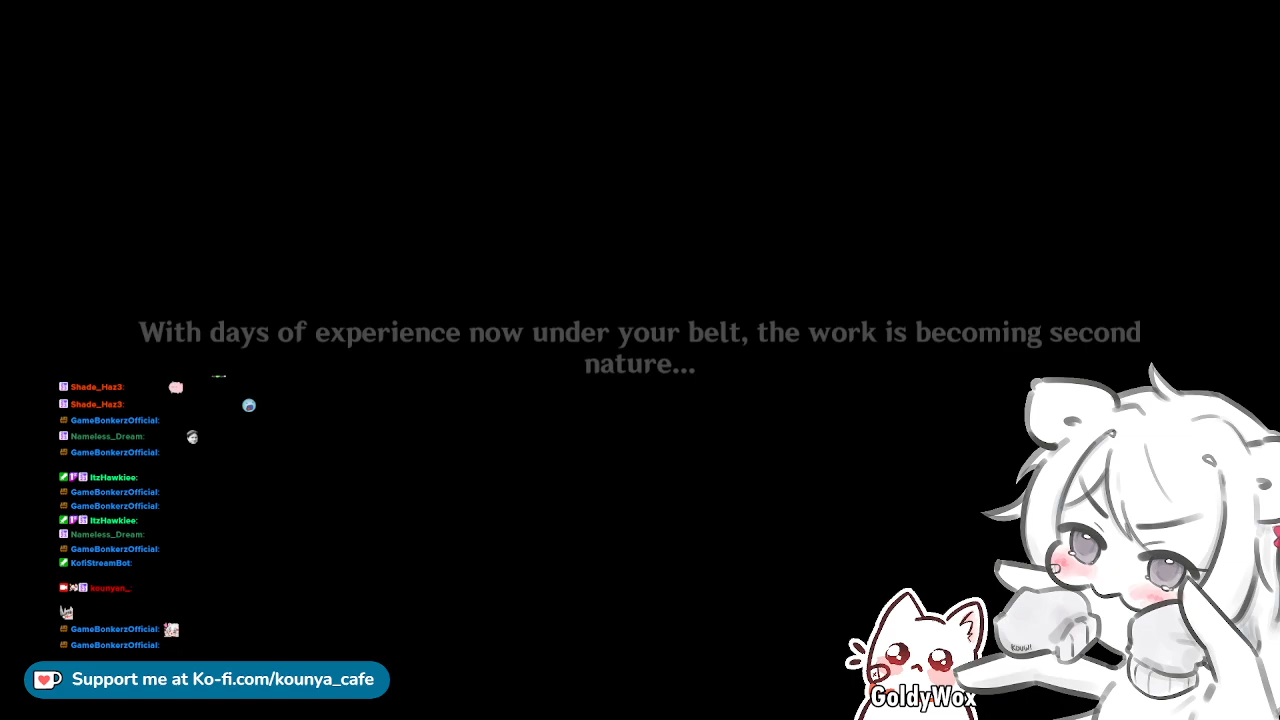 With days of experience now under your belt, the work is becoming second
nature...
Shade_Haz3:
Shade_Haz3:
GameBonkerzOfficial:
Nameless_Dream:
GameBonkerzOfficial:
ItzHawkiee:
GameBonkerzOfficial:
GameBonkerzOfficial:
ItzHawkiee:
Nameless_Dream:
GameBonkerzOfficial:
KofiStreamBot:
kounyan_:
GameBonkerzOfficial:
GameBonkerzOfficial:
Support me at Ko-fi.com/kounya_cafe
GoldyWox